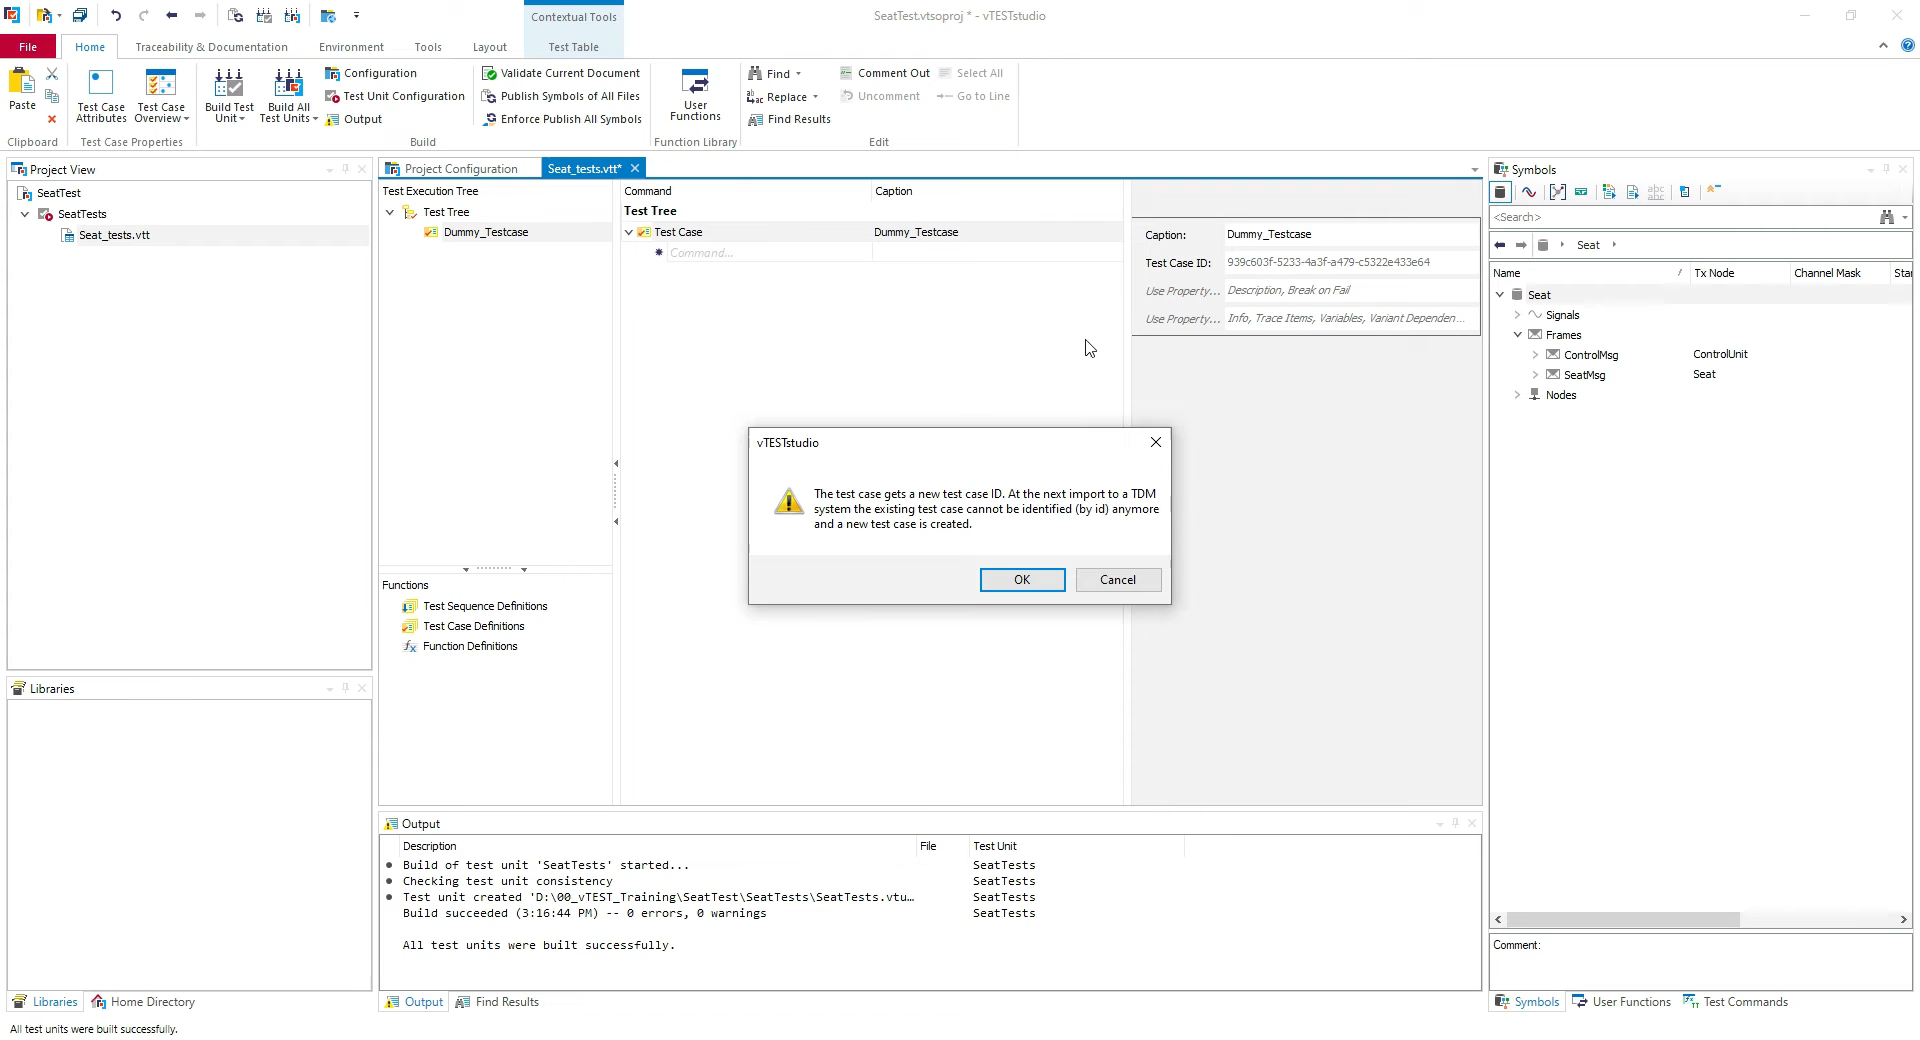 Contextual Tools
SeatTest.vtsoproj * - vTESTstudio
File
Home
Traceability & Documentation
Environment
Tools
Layout
Test Table
Paste
Test Case
Attributes
Test Case
Overview
Build Test
Unit
Build All
Test Units
Configuration
Test Unit Configuration
Output
Validate Current Document
Publish Symbols of All Files
Enforce Publish All Symbols
User
Functions
Find
Replace
Find Results
Comment Out
Uncomment
Select All
Go to Line
Clipboard
Test Case Properties
Build
Function Library
Edit
Project View
SeatTest
SeatTests
Seat_tests.vtt
Libraries
Libraries
Home Directory
All test units were built successfully.
Project Configuration
Seat_tests.vtt*
Test Execution Tree
Test Tree
Dummy_Testcase
Functions
Test Sequence Definitions
Test Case Definitions
Function Definitions
Command
Caption
Test Tree
Test Case
Dummy_Testcase
Command...
Caption:
Dummy_Testcase
Test Case ID:
939c603f-5233-4a3f-a479-c5322e433e64
Use Property...
Description, Break on Fail
Use Property...
Info, Trace Items, Variables, Variant Dependen...
vTESTstudio
The test case gets a new test case ID. At the next import to a TDM
system the existing test case cannot be identified (by id) anymore
and a new test case is created.
OK
Cancel
Output
Description
File
Test Unit
Build of test unit 'SeatTests' started...
SeatTests
Checking test unit consistency
SeatTests
Test unit created 'D:\00_vTEST_Training\SeatTest\SeatTests\SeatTests.vtu…
SeatTests
Build succeeded (3:16:44 PM) -- 0 errors, 0 warnings
SeatTests
All test units were built successfully.
Output
Find Results
Symbols
abc
<Search>
Seat
Name
Tx Node
Channel Mask
Star
Seat
Signals
Frames
ControlMsg
ControlUnit
SeatMsg
Seat
Nodes
Comment:
Symbols
User Functions
Test Commands